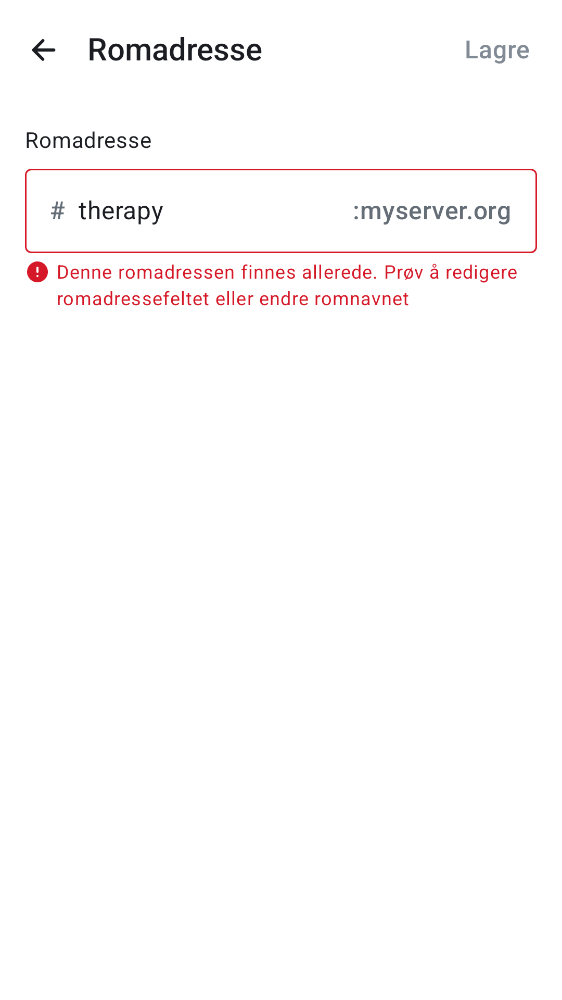 Romadresse
Lagre
Romadresse
# therapy :myserver.org
Denne romadressen finnes allerede. Prøv å redigere
romadressefeltet eller endre romnavnet